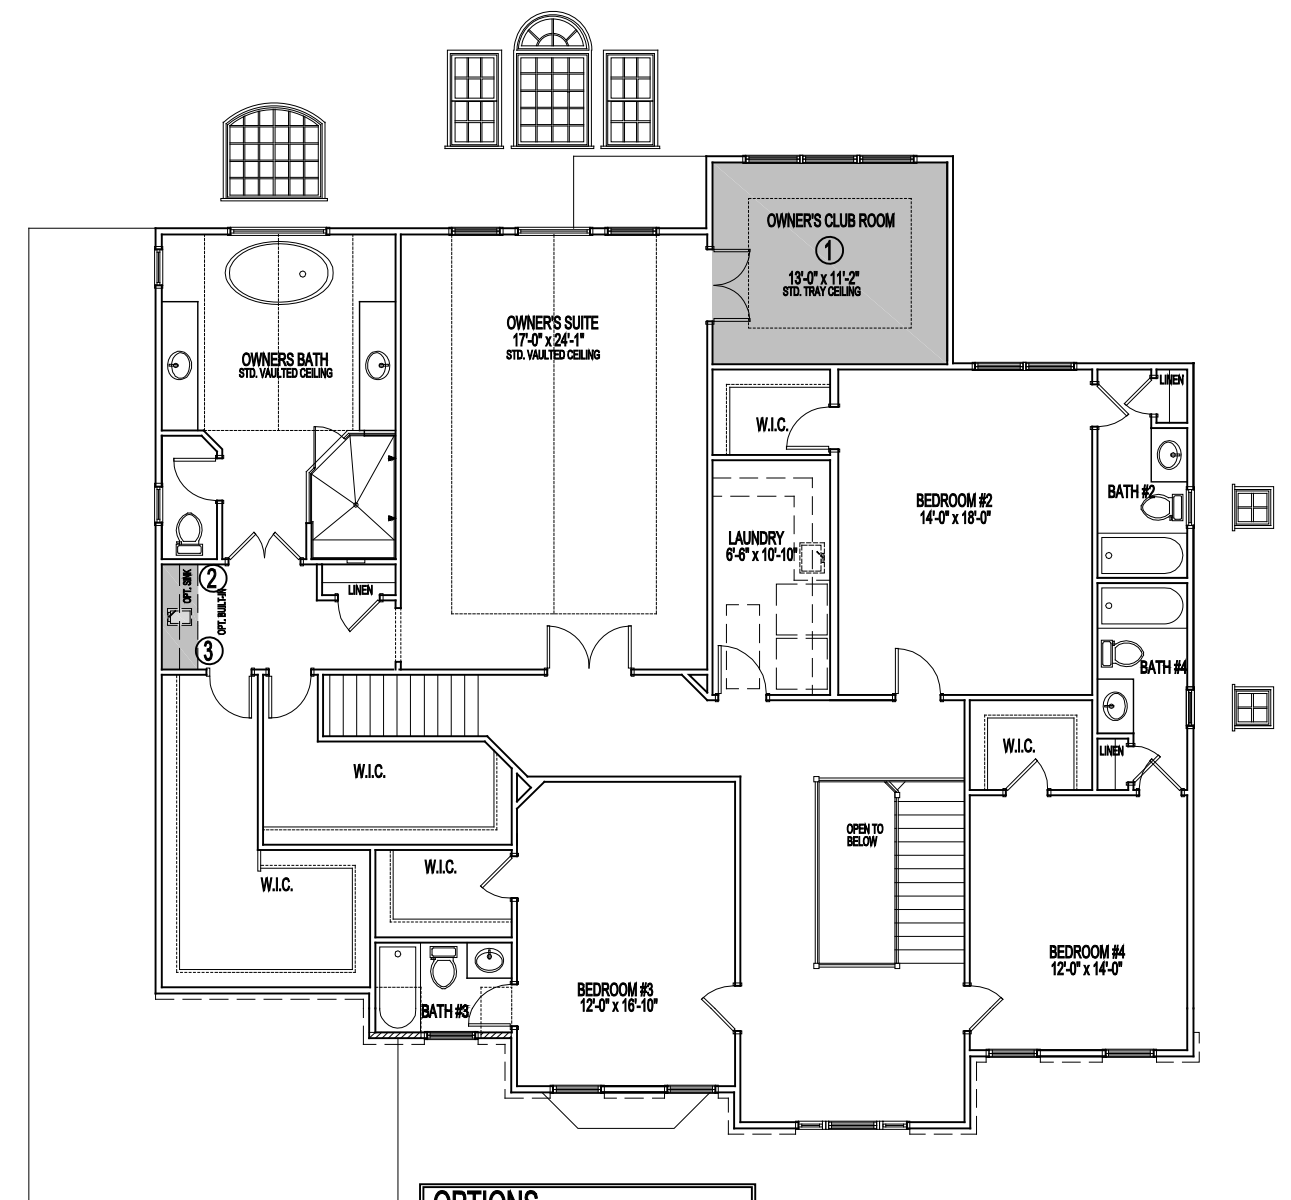 OWNER'S CLUB ROOM
1
13'-0" x 11'-2"
STD. TRAY CEILING
OWNER'S SUITE
17'-0" x 24'-1"
STD. VAULTED CEILING
OWNERS BATH
STD. VAULTED CEILING
LINEN
W.I.C.
BEDROOM #2
14'-0" x 18'-0"
BATH #2
LAUNDRY
6'-6" x 10'-10"
2
OPT. SINK
OPT. BUILT-IN
3
LINEN
BATH #4
W.I.C.
LINEN
W.I.C.
OPEN TO
BELOW
W.I.C.
W.I.C.
BEDROOM #4
12'-0" x 14'-0"
BEDROOM #3
12'-0" x 16'-10"
BATH #3
OPTIONS